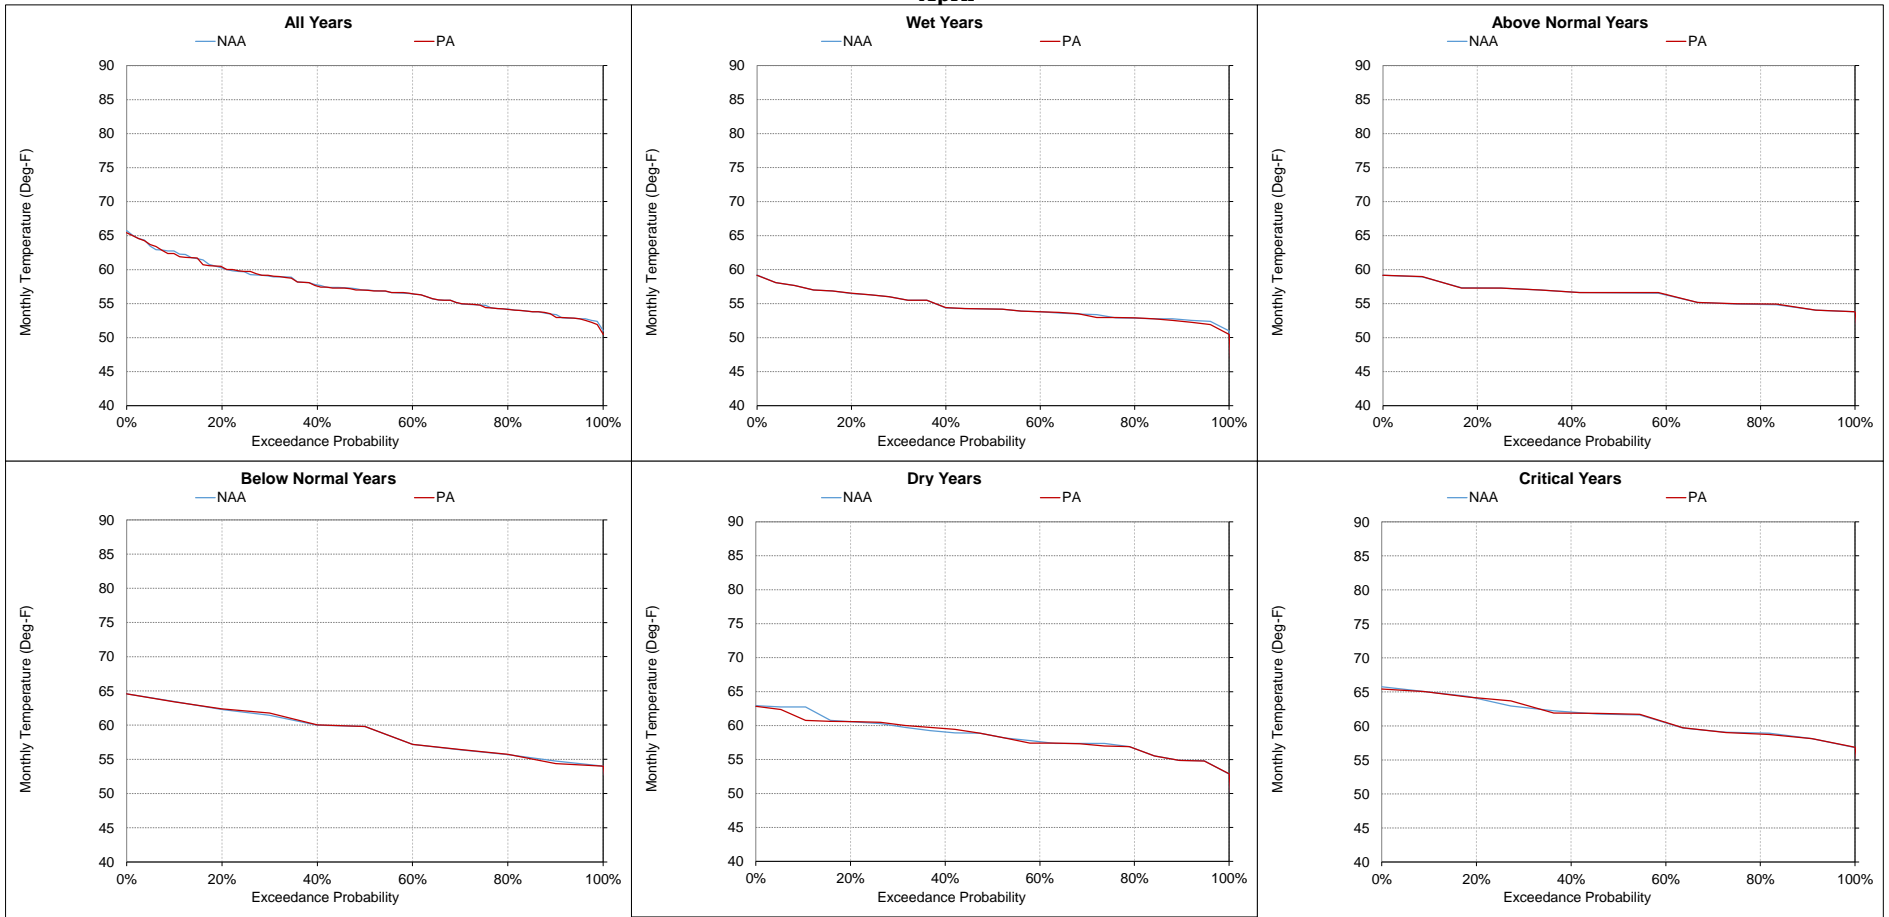 All Years
NAA PA
Monthly Temperature (Deg-F)
90
85
80
75
70
65
60
55
50
45
40
0% 20% 40% 60% 80% 100%
Exceedance Probability
Wet Years
NAA PA
Monthly Temperature (Deg-F)
90
85
80
75
70
65
60
55
50
45
40
0% 20% 40% 60% 80% 100%
Exceedance Probability
Above Normal Years
NAA PA
Monthly Temperature (Deg-F)
90
85
80
75
70
65
60
55
50
45
40
0% 20% 40% 60% 80% 100%
Exceedance Probability
Below Normal Years
NAA PA
Monthly Temperature (Deg-F)
90
85
80
75
70
65
60
55
50
45
40
0% 20% 40% 60% 80% 100%
Exceedance Probability
Dry Years
NAA PA
Monthly Temperature (Deg-F)
90
85
80
75
70
65
60
55
50
45
40
0% 20% 40% 60% 80% 100%
Exceedance Probability
Critical Years
NAA PA
Monthly Temperature (Deg-F)
90
85
80
75
70
65
60
55
50
45
40
0% 20% 40% 60% 80% 100%
Exceedance Probability